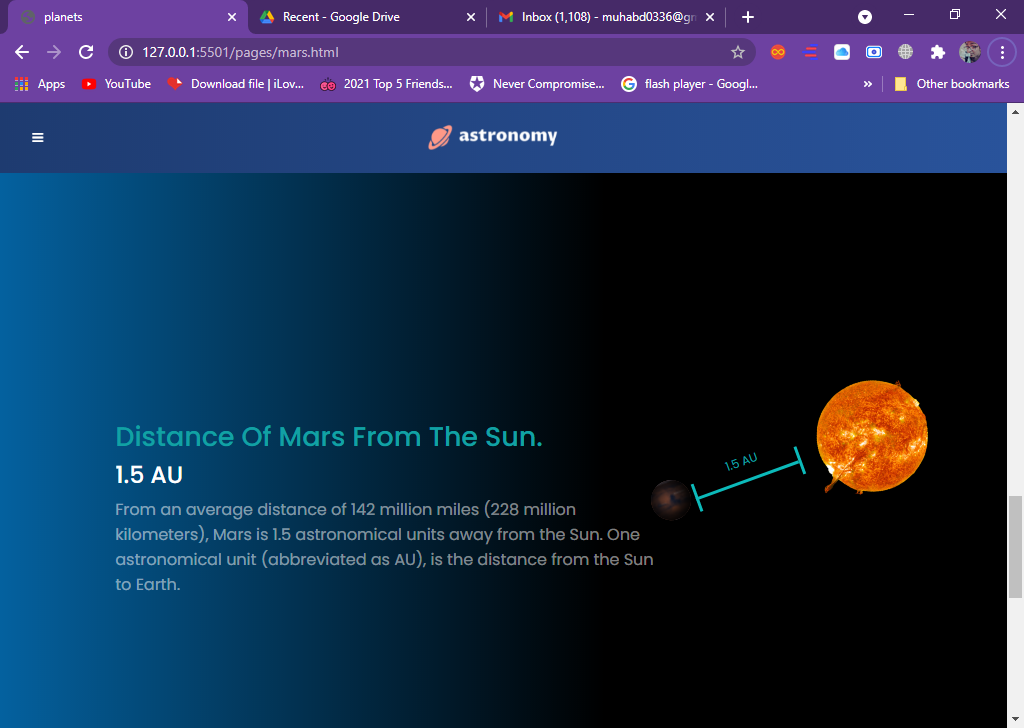 planets
Recent - Google Drive
Inbox (1,108) - muhabd0336@gm
127.0.0.1:5501/pages/mars.html
Apps
YouTube
Download file | iLov...
2021 Top 5 Friends...
Never Compromise...
flash player - Googl...
»
Other bookmarks
astronomy
Distance Of Mars From The Sun.
1.5 AU
From an average distance of 142 million miles (228 million
kilometers), Mars is 1.5 astronomical units away from the Sun. One
astronomical unit (abbreviated as AU), is the distance from the Sun
to Earth.
1.5 AU